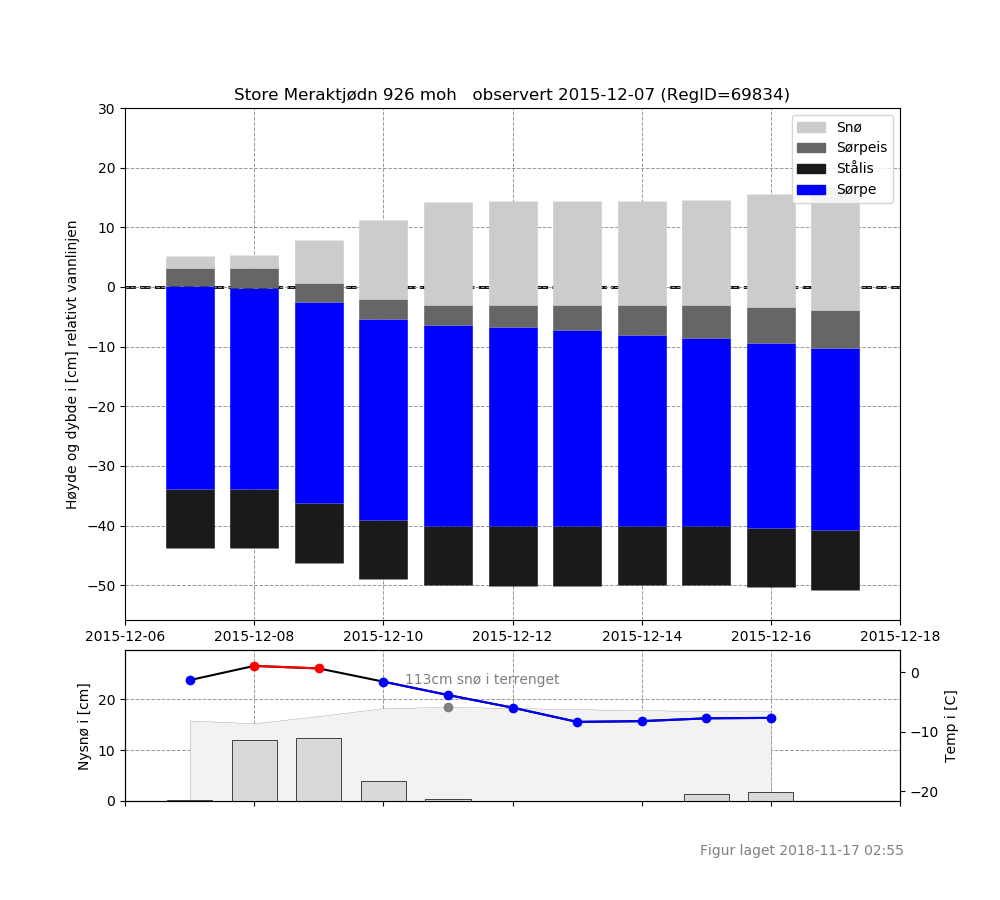 Store Meraktjødn 926 moh   observert 2015-12-07 (RegID=69834)
Høyde og dybde i [cm] relativt vannlinjen
30
20
10
0
−10
−20
−30
−40
−50
Snø
Sørpeis
Stålis
Sørpe
2015-12-06 2015-12-08 2015-12-10 2015-12-12 2015-12-14 2015-12-16 2015-12-18
Nysnø i [cm]
20
10
0
113cm snø i terrenget
0
−10
−20
Temp i [C]
Figur laget 2018-11-17 02:55